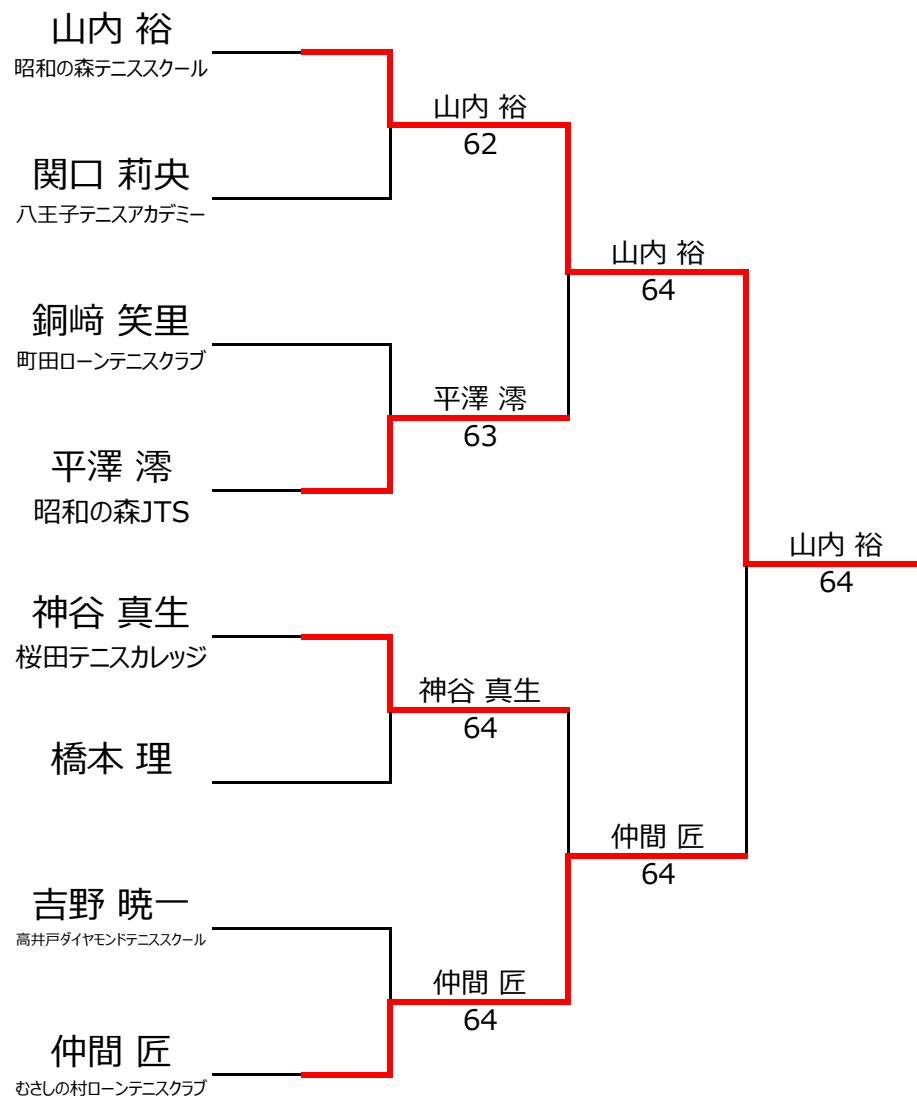 山内 裕
昭和の森テニススクール
関口 莉央
八王子テニスアカデミー
銅﨑 笑里
町田ローンテニスクラブ
平澤 澪
昭和の森JTS
神谷 真生
桜田テニスカレッジ
橋本 理
吉野 暁一
高井戸ダイヤモンドテニススクール
仲間 匠
むさしの村ローンテニスクラブ
山内 裕
62
平澤 澪
63
神谷 真生
64
仲間 匠
64
山内 裕
64
仲間 匠
64
山内 裕
64